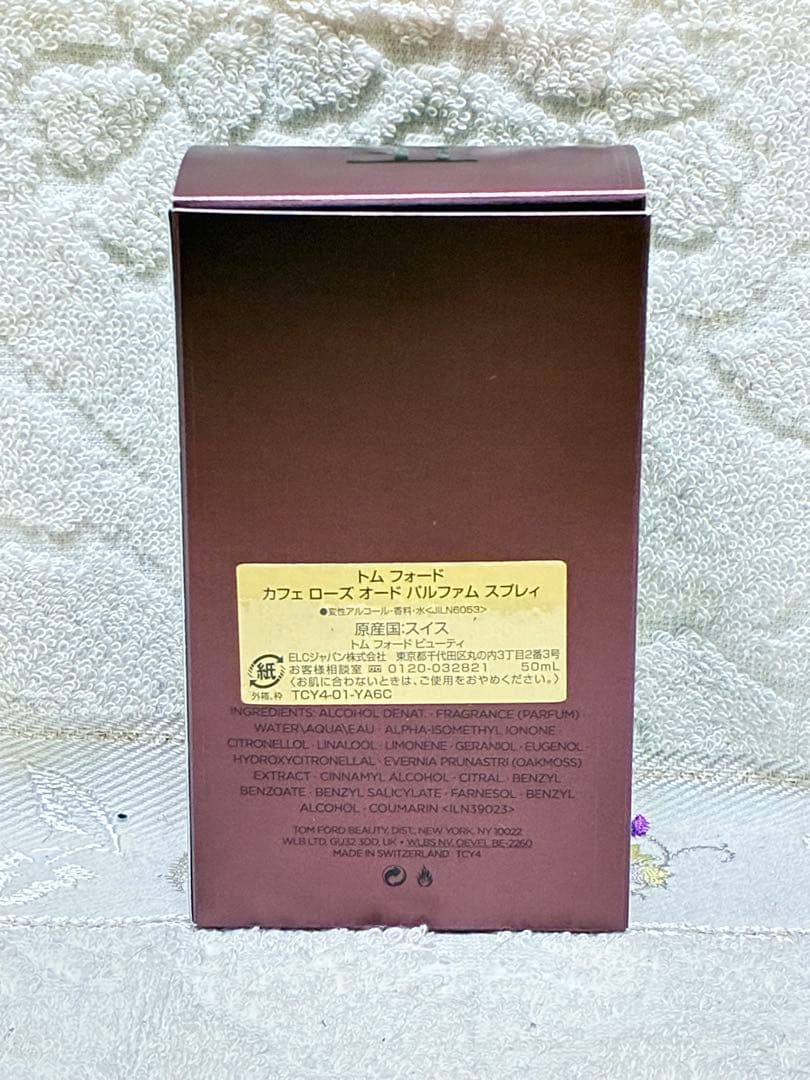 トム フォード
カフェ ローズ オード パルファム スプレィ
●変性アルコール・香料・水<JILN6053>
原産国:スイス
トム フォード ビューティ
ELCジャパン株式会社 東京都千代田区丸の内3丁目2番3号
お客様相談室 0120-032821 50mL
〈お肌に合わないときは、ご使用をおやめください。〉
紙
外箱、枠 TCY4-01-YA6C
INGREDIENTS: ALCOHOL DENAT. · FRAGRANCE (PARFUM) ·
WATER\AQUA\EAU · ALPHA-ISOMETHYL IONONE ·
CITRONELLOL · LINALOOL · LIMONENE · GERANIOL · EUGENOL ·
HYDROXYCITRONELLAL · EVERNIA PRUNASTRI (OAKMOSS)
EXTRACT · CINNAMYL ALCOHOL · CITRAL · BENZYL
BENZOATE · BENZYL SALICYLATE · FARNESOL · BENZYL
ALCOHOL · COUMARIN <ILN39023>
TOM FORD BEAUTY, DIST., NEW YORK, NY 10022
WLB LTD, GU32 3DD, UK • WLBS NV, OEVEL BE-2260
MADE IN SWITZERLAND TCY4